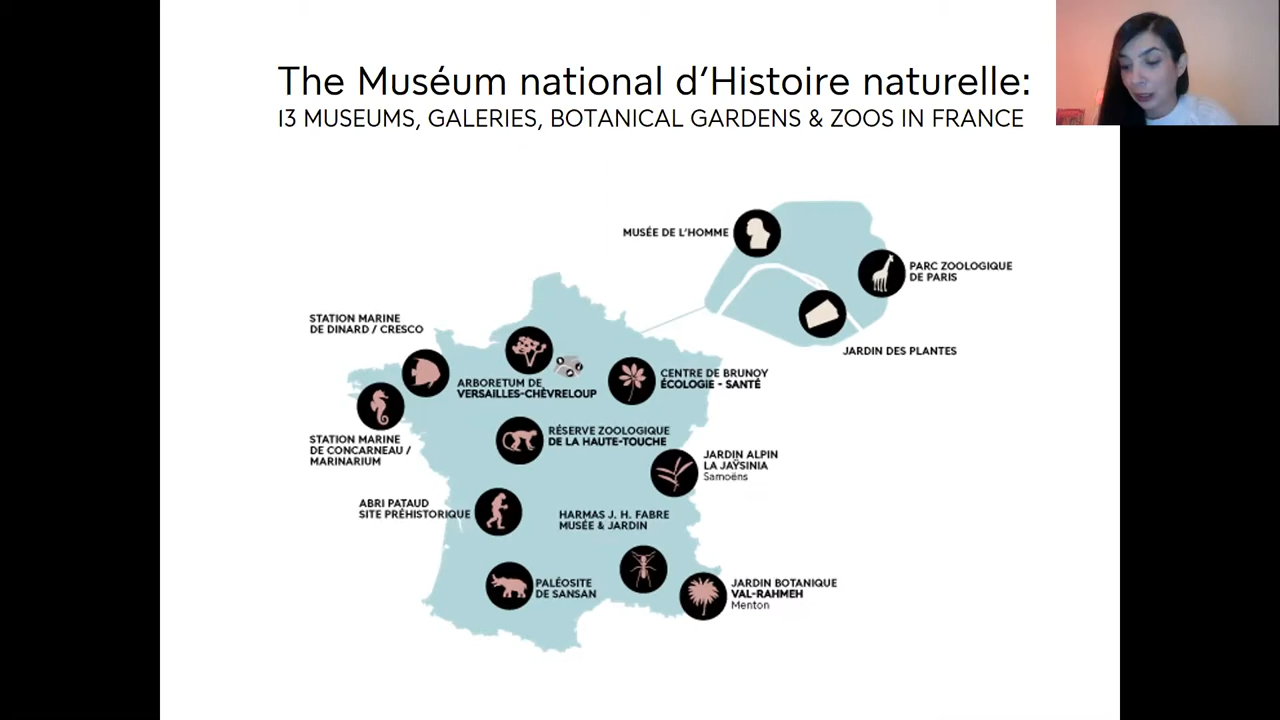 The Muséum national d’Histoire naturelle:
13 MUSEUMS, GALERIES, BOTANICAL GARDENS & ZOOS IN FRANCE
MUSÉE DE L’HOMME
PARC ZOOLOGIQUE
DE PARIS
JARDIN DES PLANTES
STATION MARINE
DE DINARD / CRESCO
ARBORETUM DE
VERSAILLES-CHÈVRELOUP
CENTRE DE BRUNOY
ÉCOLOGIE - SANTÉ
STATION MARINE
DE CONCARNEAU /
MARINARIUM
RÉSERVE ZOOLOGIQUE
DE LA HAUTE-TOUCHE
JARDIN ALPIN
LA JAŸSINIA
Samoëns
ABRI PATAUD
SITE PRÉHISTORIQUE
HARMAS J. H. FABRE
MUSÉE & JARDIN
PALÉOSITE
DE SANSAN
JARDIN BOTANIQUE
VAL-RAHMEH
Menton